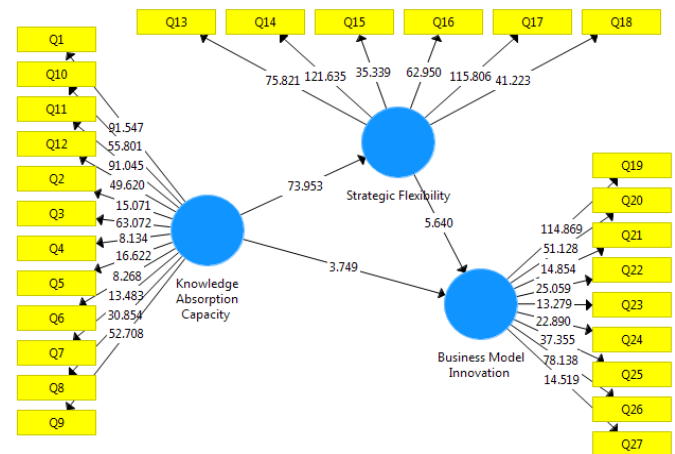 Q13
Q14
Q15
Q16
Q17
Q18
Q1
Q10
Q11
Q12
Q2
Q3
Q4
Q5
Q6
Q7
Q8
Q9
75.821
121.635
35.339
62.950
115.806
41.223
91.547
55.801
91.045
49.620
15.071
63.072
8.134
16.622
8.268
13.483
30.854
52.708
Knowledge
Absorption
Capacity
73.953
Strategic Flexibility
5.640
3.749
Business Model
Innovation
114.869
51.128
14.854
25.059
13.279
22.890
37.355
78.138
14.519
Q19
Q20
Q21
Q22
Q23
Q24
Q25
Q26
Q27